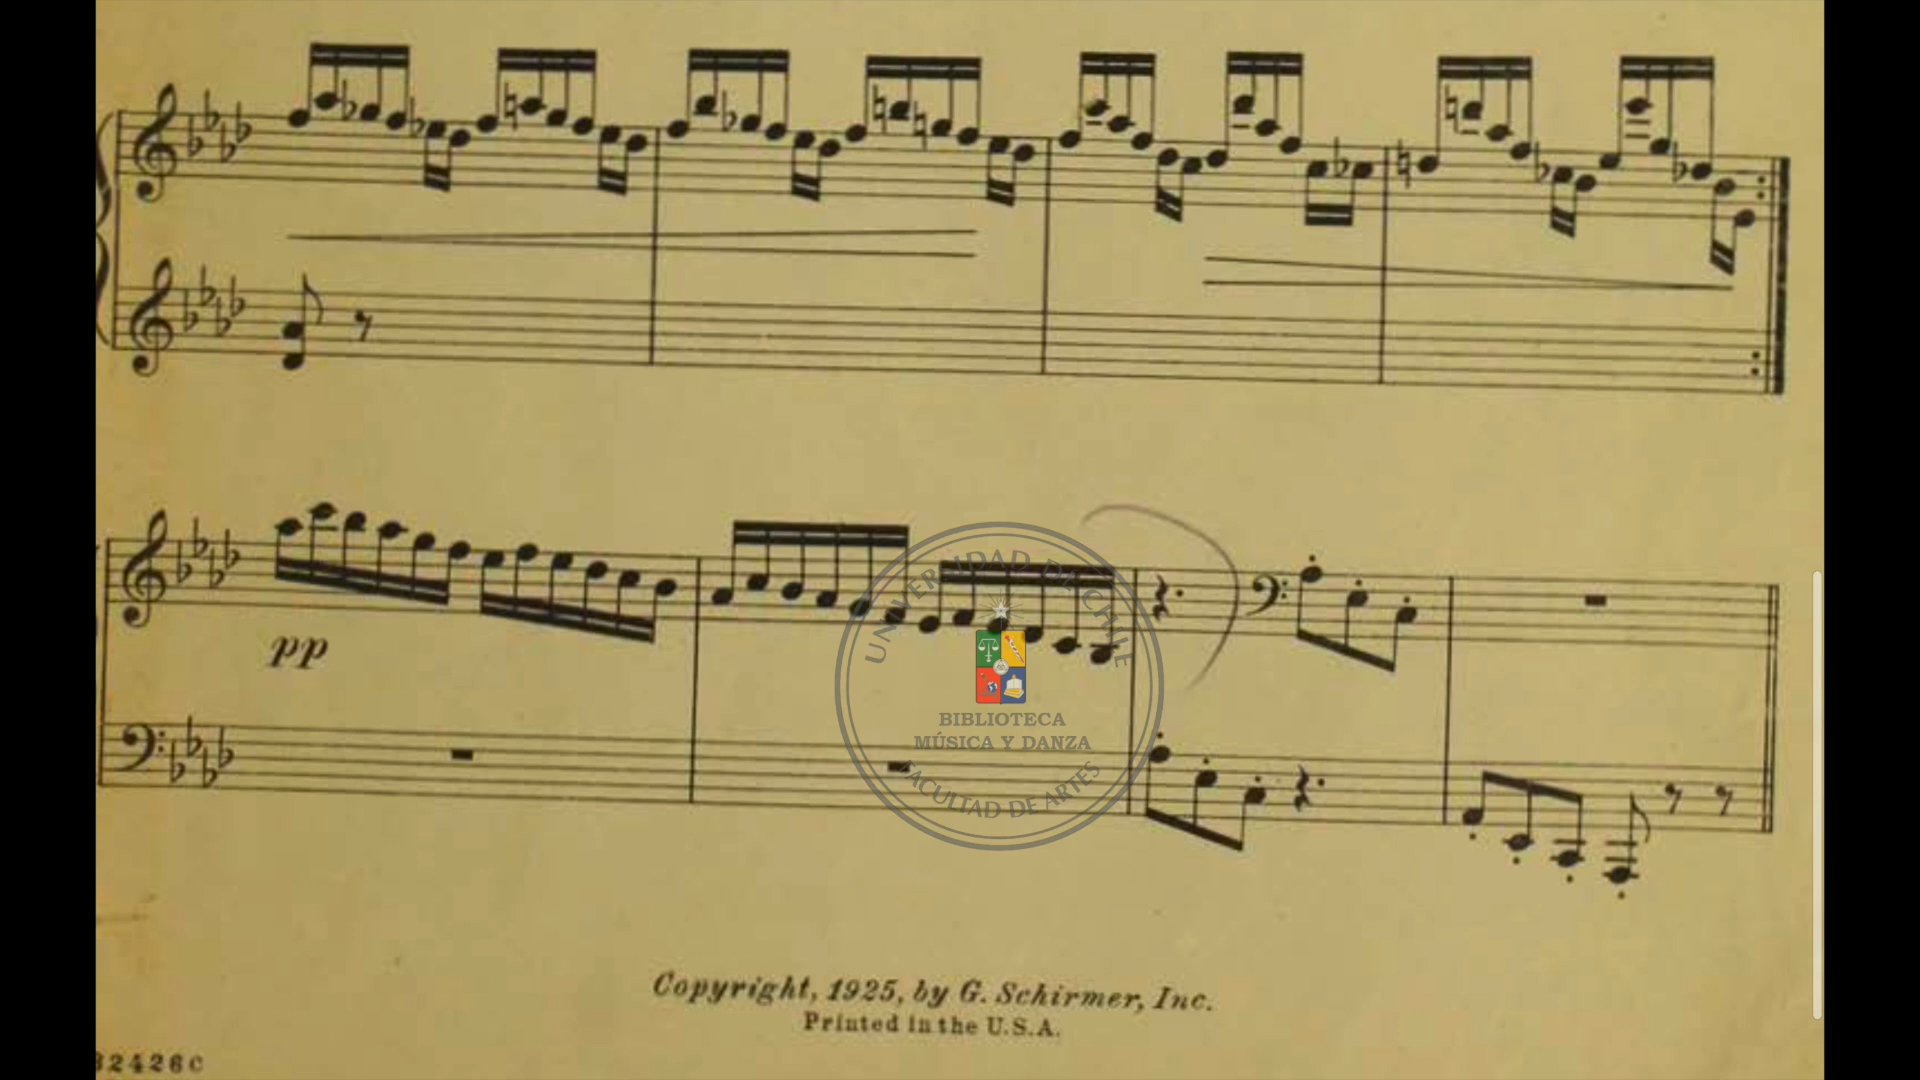 pp
UNIVERSIDAD DE CHILE
BIBLIOTECA
MÚSICA Y DANZA
FACULTAD DE ARTES
Copyright, 1925, by G. Schirmer, Inc.
Printed in the U.S.A.
32426C